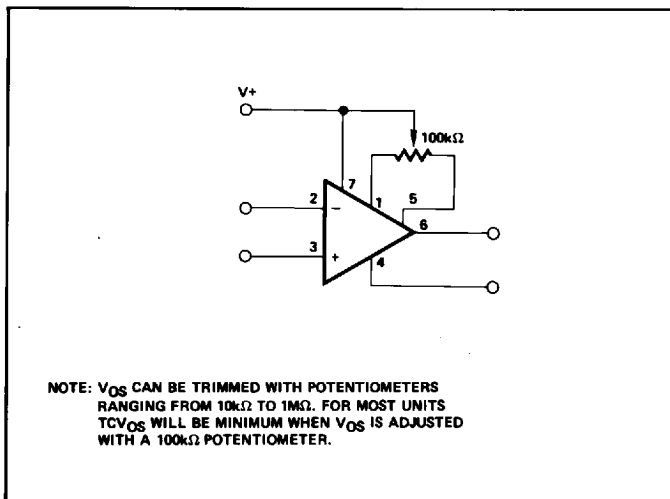 V+
100kΩ
7
2
−
1
5
6
3
+
4
NOTE: VOS CAN BE TRIMMED WITH POTENTIOMETERS
RANGING FROM 10kΩ TO 1MΩ. FOR MOST UNITS
TCVOS WILL BE MINIMUM WHEN VOS IS ADJUSTED
WITH A 100kΩ POTENTIOMETER.